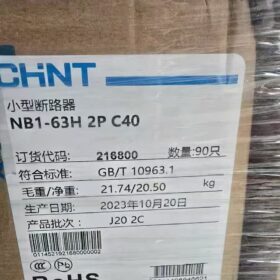 CHNT
小型断路器
NB1-63H 2P C40
订货代码: 216800 数量:90只
符合标准: GB/T 10963.1
毛重/净重: 21.74/20.50 kg
生产日期: 2023年10月20日
产品批次: J20 2C
RoHS